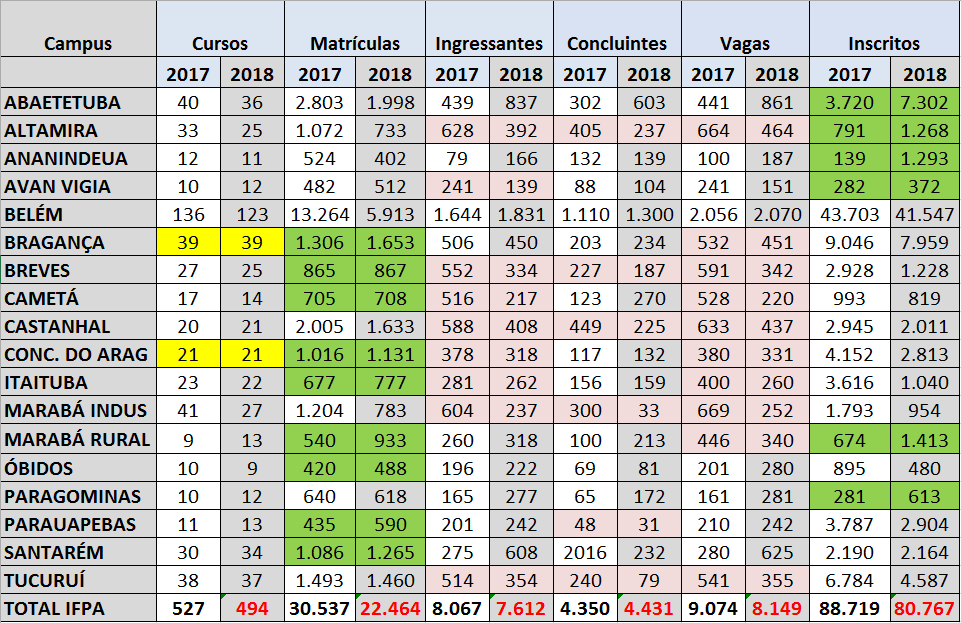 Campus Cursos Matrículas Ingressantes Concluintes Vagas Inscritos
2017 2018 2017 2018 2017 2018 2017 2018 2017 2018 2017 2018
ABAETETUBA 40 36 2.803 1.998 439 837 302 603 441 861 3.720 7.302
ALTAMIRA 33 25 1.072 733 628 392 405 237 664 464 791 1.268
ANANINDEUA 12 11 524 402 79 166 132 139 100 187 139 1.293
AVAN VIGIA 10 12 482 512 241 139 88 104 241 151 282 372
BELÉM 136 123 13.264 5.913 1.644 1.831 1.110 1.300 2.056 2.070 43.703 41.547
BRAGANÇA 39 39 1.306 1.653 506 450 203 234 532 451 9.046 7.959
BREVES 27 25 865 867 552 334 227 187 591 342 2.928 1.228
CAMETÁ 17 14 705 708 516 217 123 270 528 220 993 819
CASTANHAL 20 21 2.005 1.633 588 408 449 225 633 437 2.945 2.011
CONC. DO ARAG 21 21 1.016 1.131 378 318 117 132 380 331 4.152 2.813
ITAITUBA 23 22 677 777 281 262 156 159 400 260 3.616 1.040
MARABÁ INDUS 41 27 1.204 783 604 237 300 33 669 252 1.793 954
MARABÁ RURAL 9 13 540 933 260 318 100 213 446 340 674 1.413
ÓBIDOS 10 9 420 488 196 222 69 81 201 280 895 480
PARAGOMINAS 10 12 640 618 165 277 65 172 161 281 281 613
PARAUAPEBAS 11 13 435 590 201 242 48 31 210 242 3.787 2.904
SANTARÉM 30 34 1.086 1.265 275 608 2016 232 280 625 2.190 2.164
TUCURUÍ 38 37 1.493 1.460 514 354 240 79 541 355 6.784 4.587
TOTAL IFPA 527 494 30.537 22.464 8.067 7.612 4.350 4.431 9.074 8.149 88.719 80.767